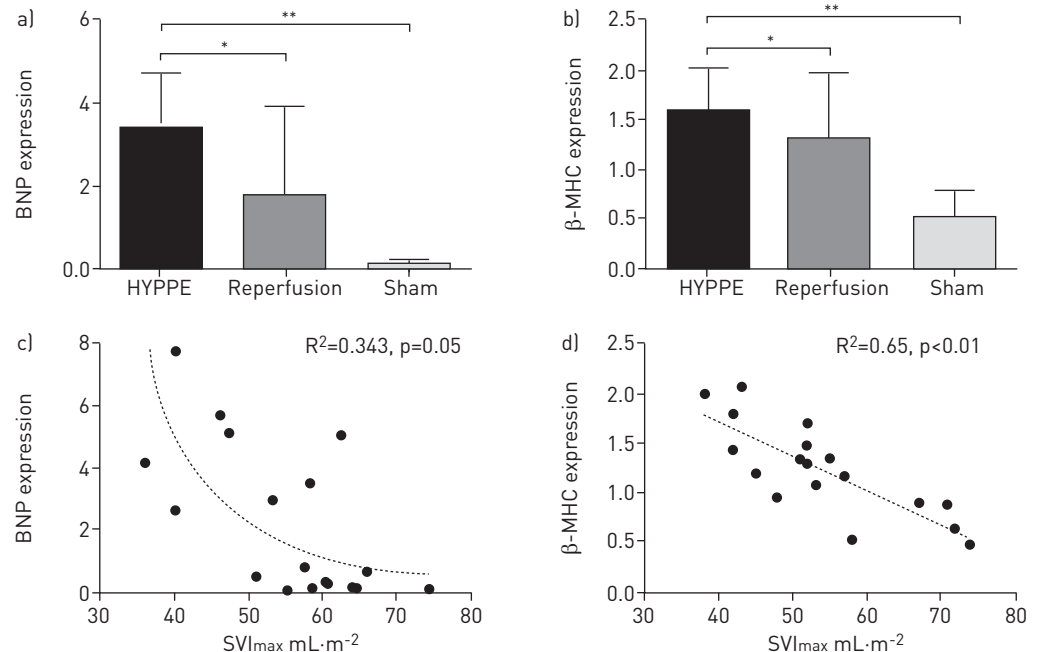 a)
BNP expression
6
4
2
0.0
*
**
HYPPE Reperfusion Sham
b)
β-MHC expression
2.5
2.0
1.5
1.0
0.5
0.0
*
**
HYPPE Reperfusion Sham
c)
BNP expression
8
6
4
2
0
R²=0.343, p=0.05
30 40 50 60 70 80
SVImax mL·m-²
d)
β-MHC expression
2.5
2.0
1.5
1.0
0.5
0.0
R²=0.65, p<0.01
30 40 50 60 70 80
SVImax mL·m-²